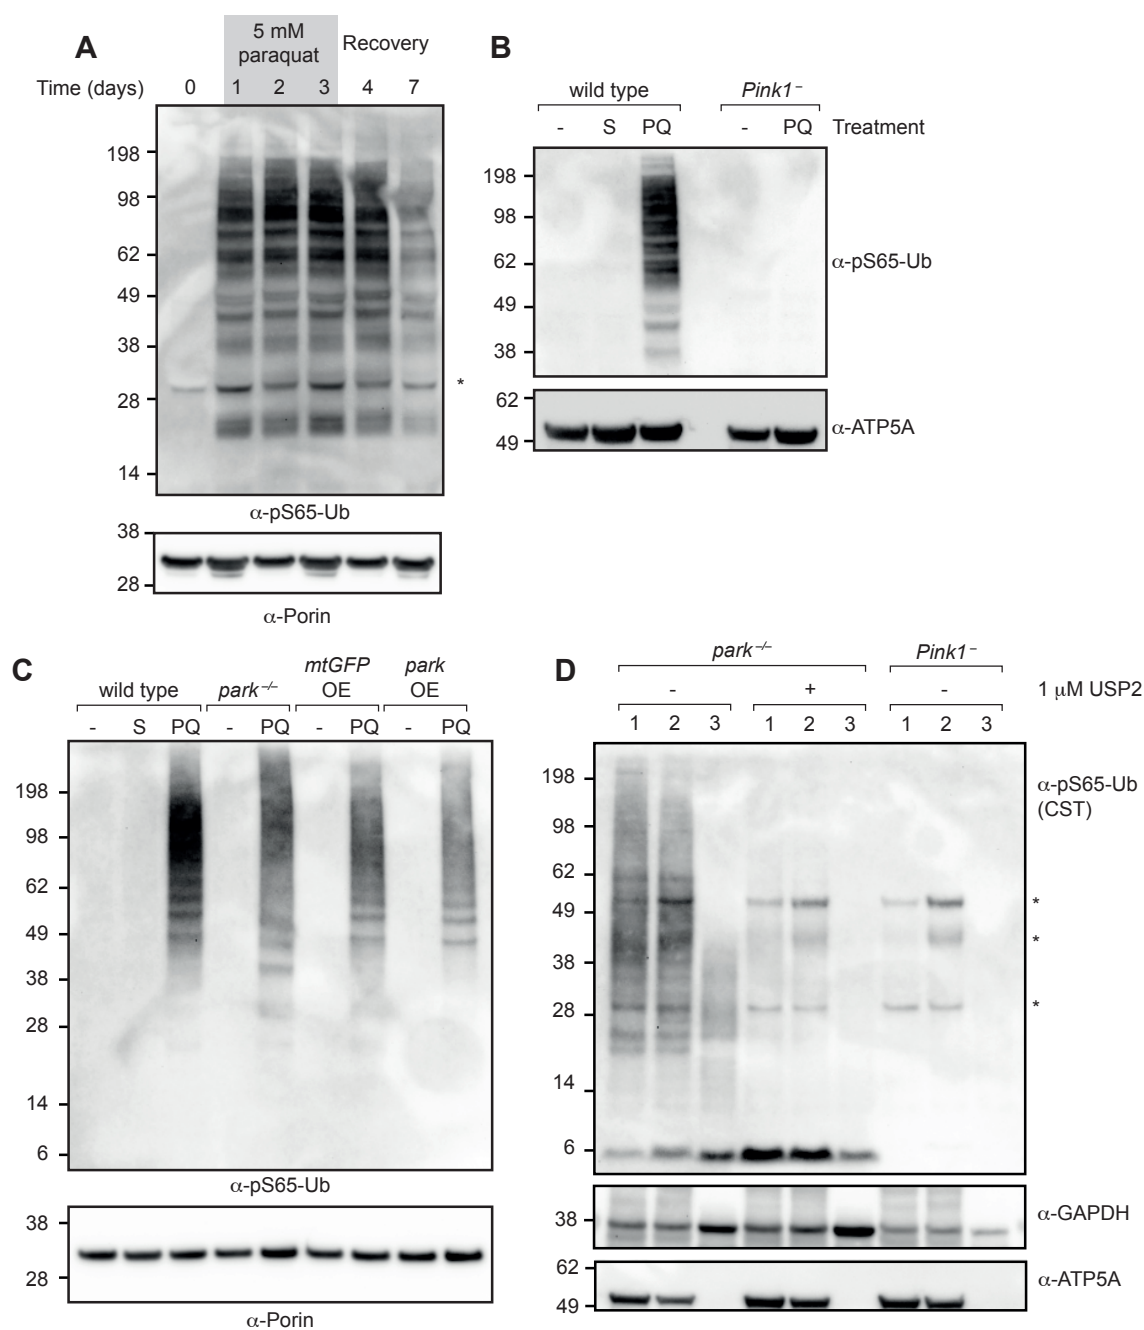 A
5 mM
paraquat
Recovery
Time (days) 0 1 2 3 4 7
198
98
62
49
38
28
14
*
α-pS65-Ub
38
28
α-Porin
B
wild type Pink1⁻
- S PQ - PQ Treatment
198
98
62
49
38
α-pS65-Ub
62
49
α-ATP5A
C
mtGFP park
wild type park⁻/⁻ OE OE
- S PQ - PQ - PQ - PQ
198
98
62
49
38
28
14
6
α-pS65-Ub
38
28
α-Porin
D
park⁻/⁻ Pink1⁻
- + - 1 μM USP2
1 2 3 1 2 3 1 2 3
198
98
62
49
38
28
14
6
α-pS65-Ub
(CST)
*
*
*
38
α-GAPDH
62
49
α-ATP5A